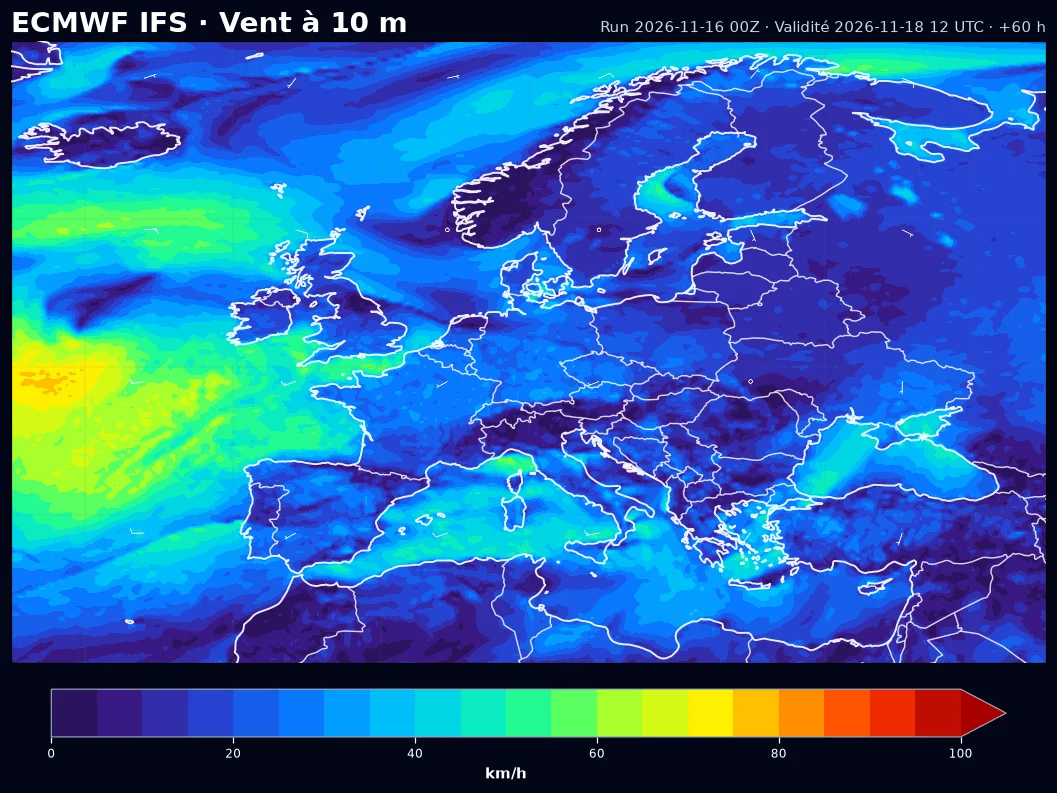 ECMWF IFS · Vent à 10 m
Run 2026-11-16 00Z · Validité 2026-11-18 12 UTC · +60 h
0 20 40 60 80 100
km/h